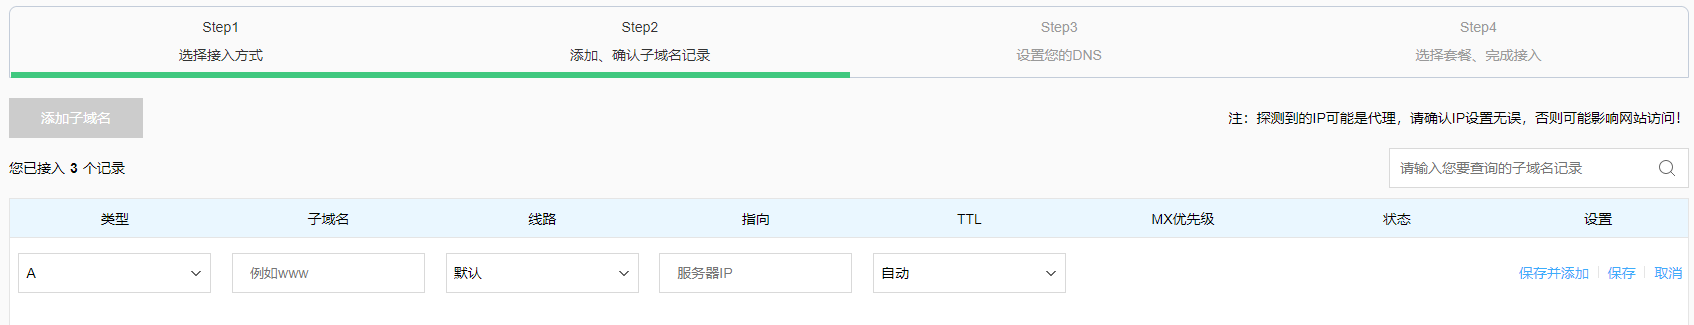 Step1 Step2 Step3 Step4
选择接入方式 添加、确认子域名记录 设置您的DNS 选择套餐、完成接入
添加子域名 注：探测到的IP可能是代理，请确认IP设置无误，否则可能影响网站访问！
您已接入 3 个记录 请输入您要查询的子域名记录
类型 子域名 线路 指向 TTL MX优先级 状态 设置
A 例如www 默认 服务器IP 自动 保存并添加 保存 取消